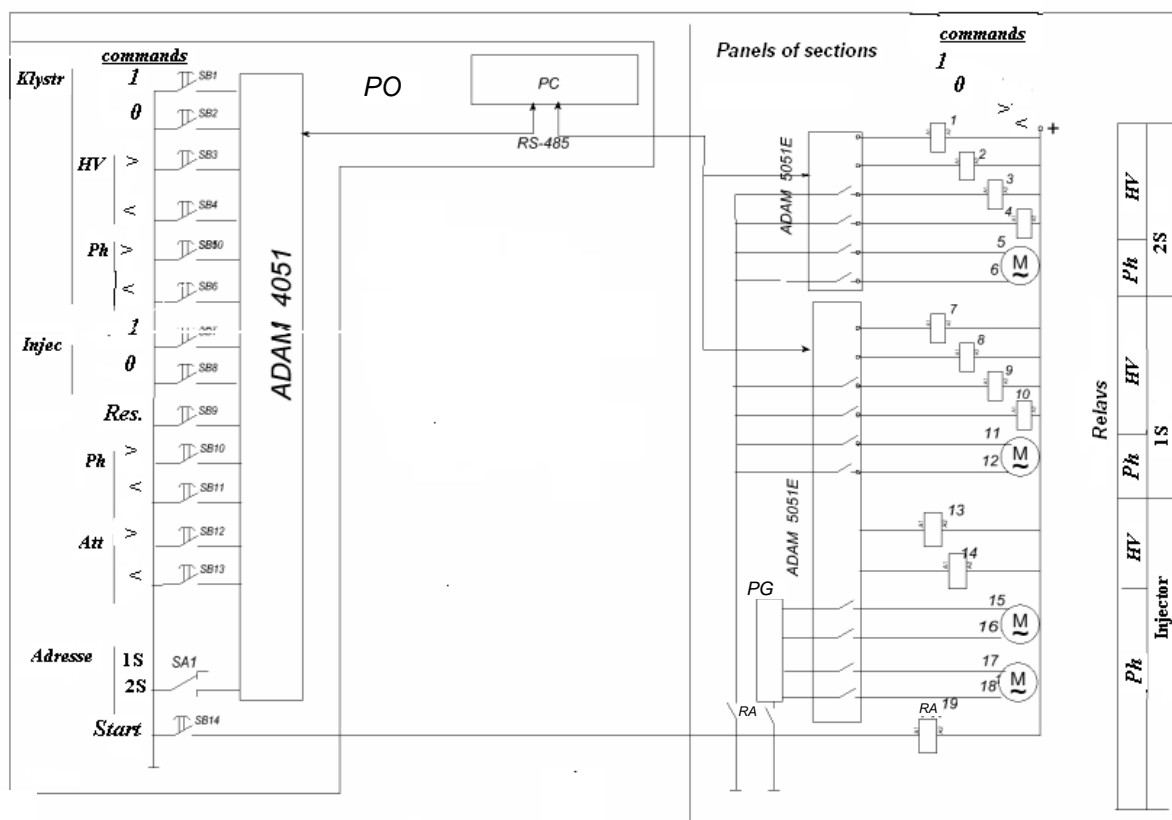 commands
Klystr
1
SB1
0
SB2
HV
>
SB3
<
SB4
Ph
>
<
SB6
1
Injec
0
SB8
Res.
SB9
Ph
>
SB10
<
SB11
Att
>
SB12
<
SB13
Adresse
1S
SA1
2S
Start
SB14
ADAM 4051
PO
PC
RS-485
Panels of sections
commands
1
0
>
<
+
ADAM 5051E
1
2
3
4
5
M
6
~
ADAM 5051E
7
8
9
10
11
M
12
~
13
14
PG
15
M
16
~
17
M
18
~
RA
19
RA
Relavs
HV
Ph
2S
HV
Ph
1S
HV
Ph
Injector